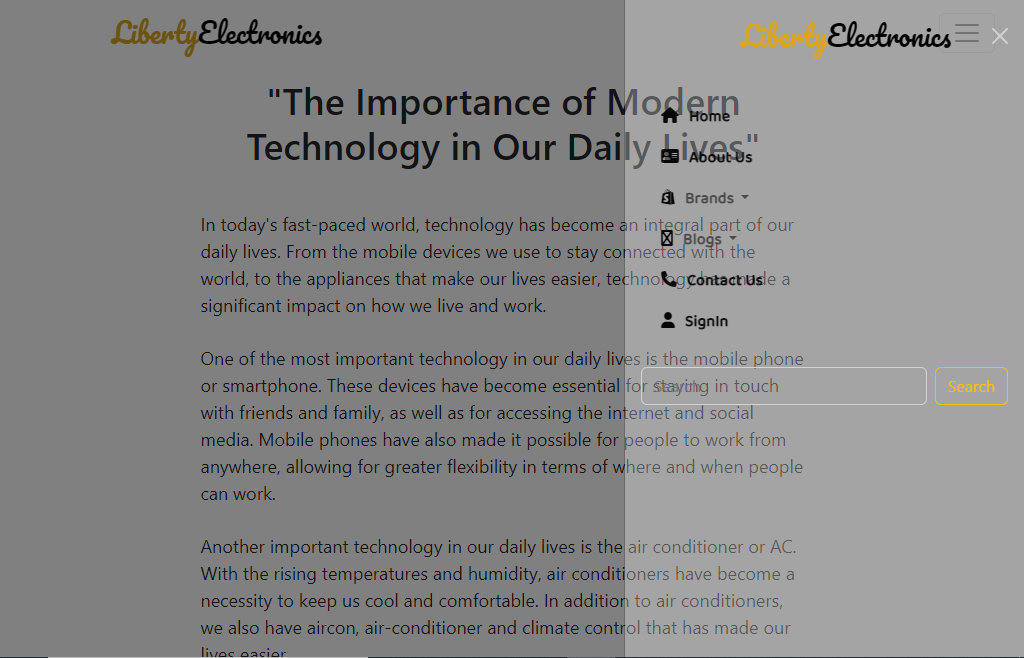 LibertyElectronics
"The Importance of Modern
Technology in Our Daily Lives"
In today's fast-paced world, technology has become an integral part of our
daily lives. From the mobile devices we use to stay connected with the
world, to the appliances that make our lives easier, technology has made a
significant impact on how we live and work.
One of the most important technology in our daily lives is the mobile phone
or smartphone. These devices have become essential for staying in touch
with friends and family, as well as for accessing the internet and social
media. Mobile phones have also made it possible for people to work from
anywhere, allowing for greater flexibility in terms of where and when people
can work.
Another important technology in our daily lives is the air conditioner or AC.
With the rising temperatures and humidity, air conditioners have become a
necessity to keep us cool and comfortable. In addition to air conditioners,
we also have aircon, air-conditioner and climate control that has made our
lives easier.
LibertyElectronics
Home
About Us
Brands
Blogs
Contact Us
SignIn
Search
Search